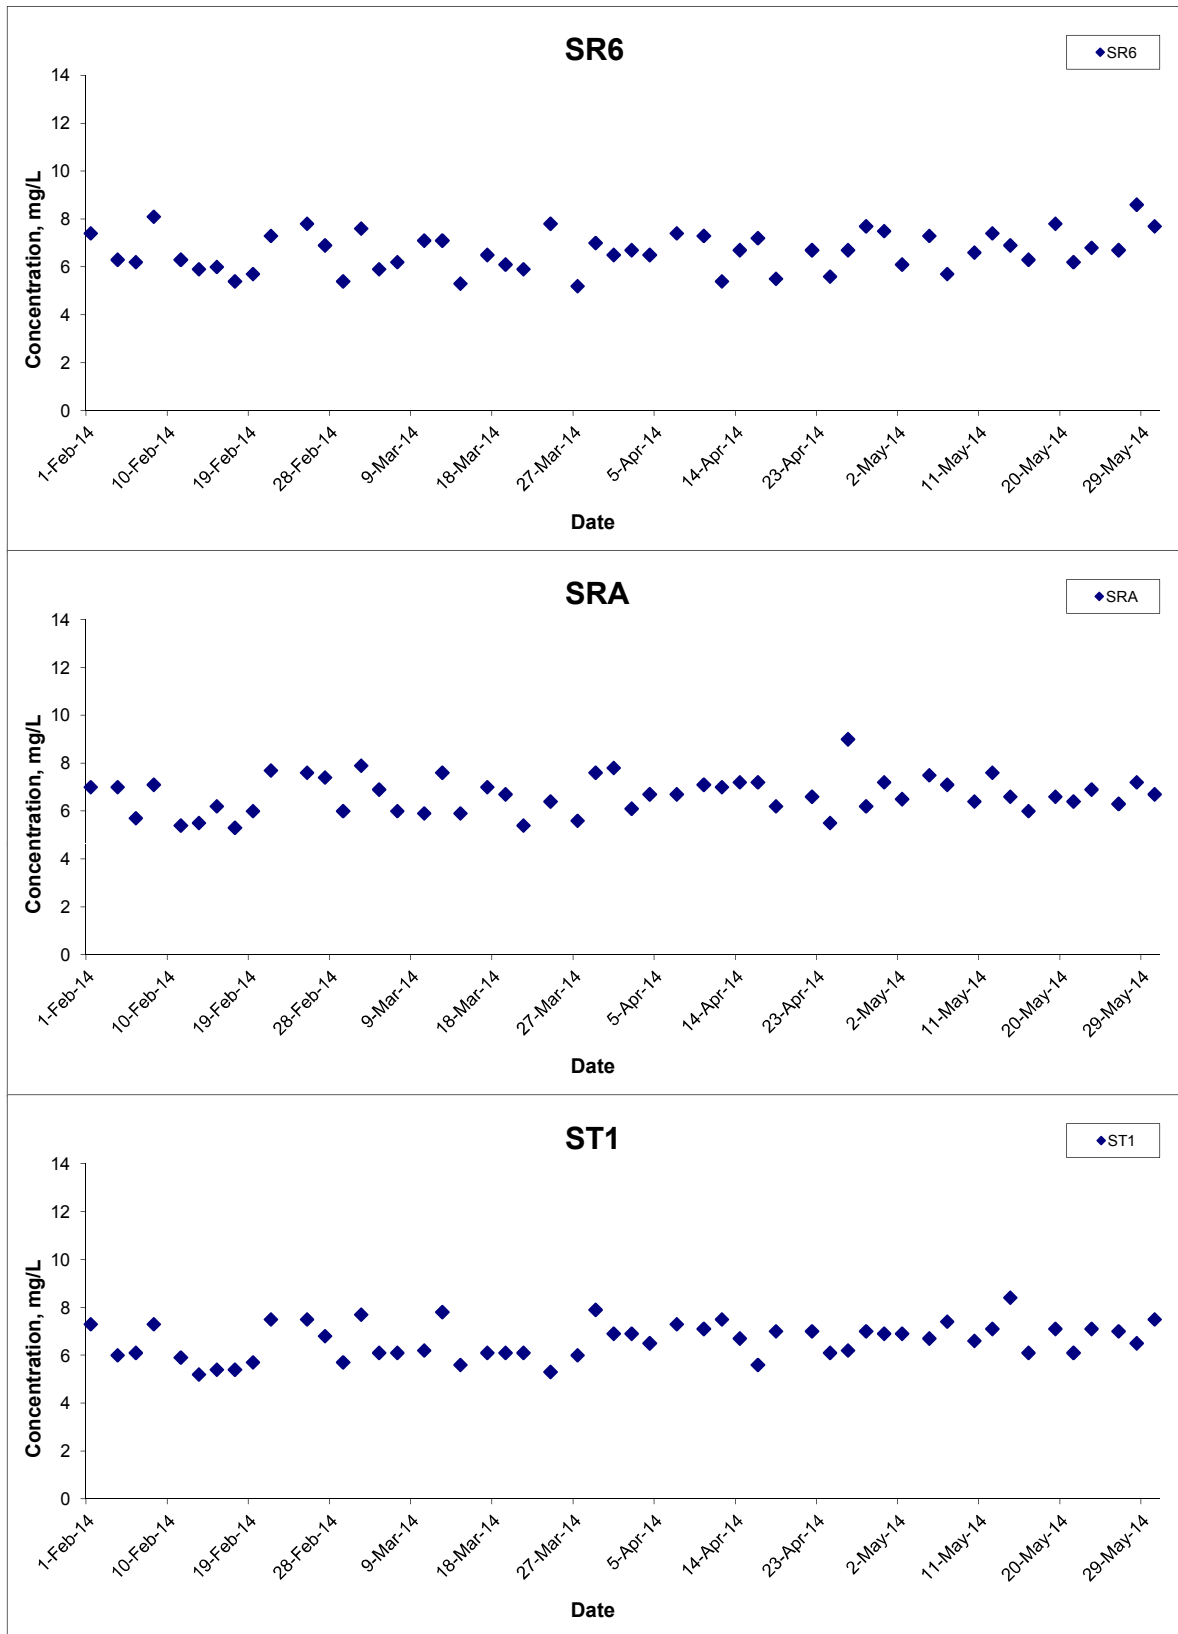 SR6
SR6
Concentration, mg/L
14
12
10
8
6
4
2
0
1-Feb-14
10-Feb-14
19-Feb-14
28-Feb-14
9-Mar-14
18-Mar-14
27-Mar-14
5-Apr-14
14-Apr-14
23-Apr-14
2-May-14
11-May-14
20-May-14
29-May-14
Date
SRA
SRA
Concentration, mg/L
14
12
10
8
6
4
2
0
1-Feb-14
10-Feb-14
19-Feb-14
28-Feb-14
9-Mar-14
18-Mar-14
27-Mar-14
5-Apr-14
14-Apr-14
23-Apr-14
2-May-14
11-May-14
20-May-14
29-May-14
Date
ST1
ST1
Concentration, mg/L
14
12
10
8
6
4
2
0
1-Feb-14
10-Feb-14
19-Feb-14
28-Feb-14
9-Mar-14
18-Mar-14
27-Mar-14
5-Apr-14
14-Apr-14
23-Apr-14
2-May-14
11-May-14
20-May-14
29-May-14
Date